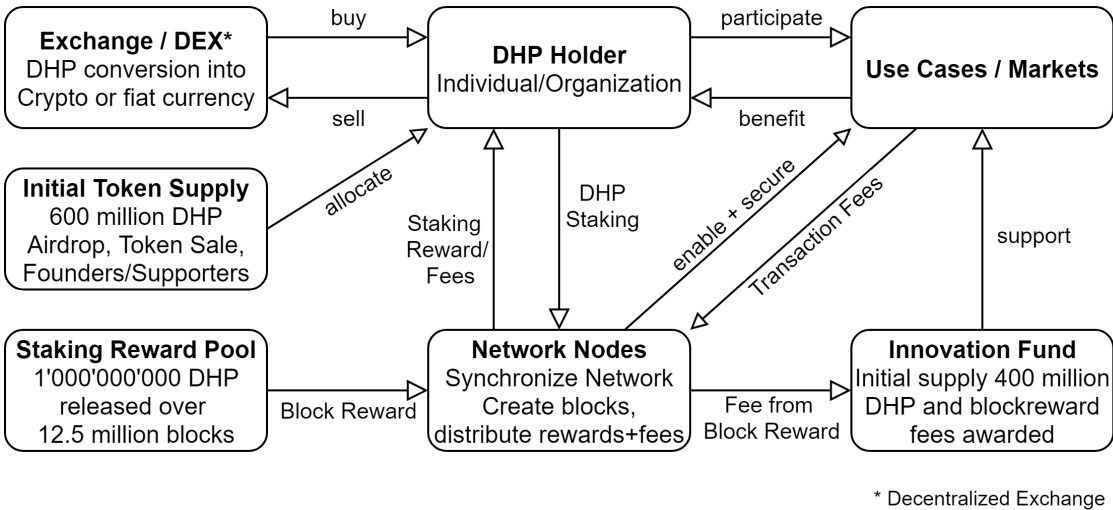 Exchange / DEX*
DHP conversion into
Crypto or fiat currency
buy
sell
DHP Holder
Individual/Organization
participate
benefit
Use Cases / Markets
Initial Token Supply
600 million DHP
Airdrop, Token Sale,
Founders/Supporters
allocate
Staking
Reward/
Fees
DHP
Staking
enable + secure
Transaction Fees
support
Staking Reward Pool
1'000'000'000 DHP
released over
12.5 million blocks
Block Reward
Network Nodes
Synchronize Network
Create blocks,
distribute rewards+fees
Fee from
Block Reward
Innovation Fund
Initial supply 400 million
DHP and blockreward
fees awarded
* Decentralized Exchange